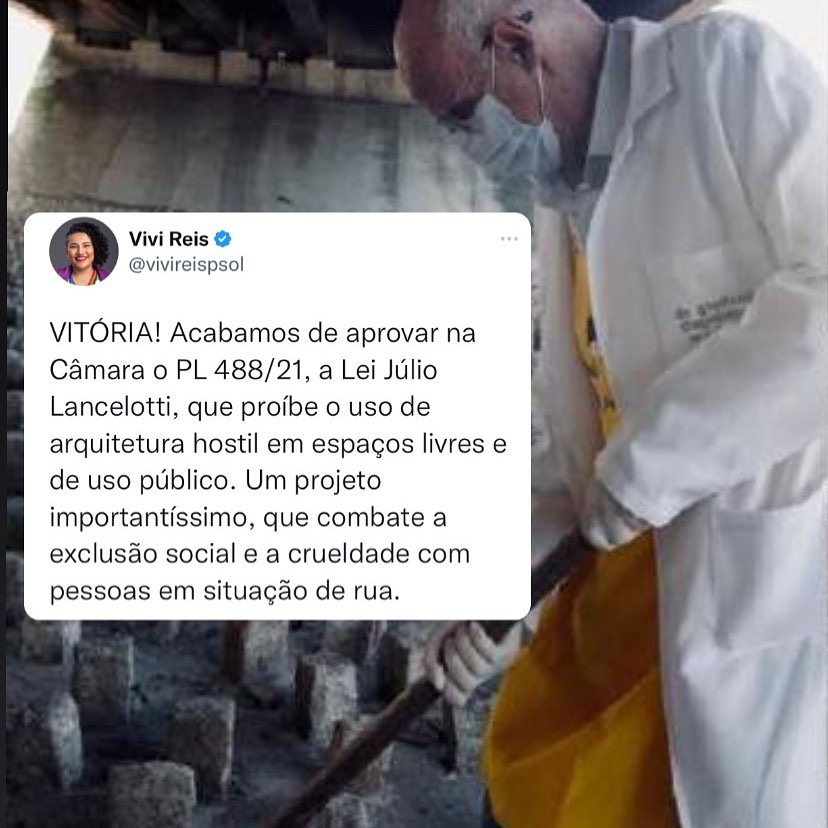 Vivi Reis
@vivireispsol
VITÓRIA! Acabamos de aprovar na
Câmara o PL 488/21, a Lei Júlio
Lancelotti, que proíbe o uso de
arquitetura hostil em espaços livres e
de uso público. Um projeto
importantíssimo, que combate a
exclusão social e a crueldade com
pessoas em situação de rua.